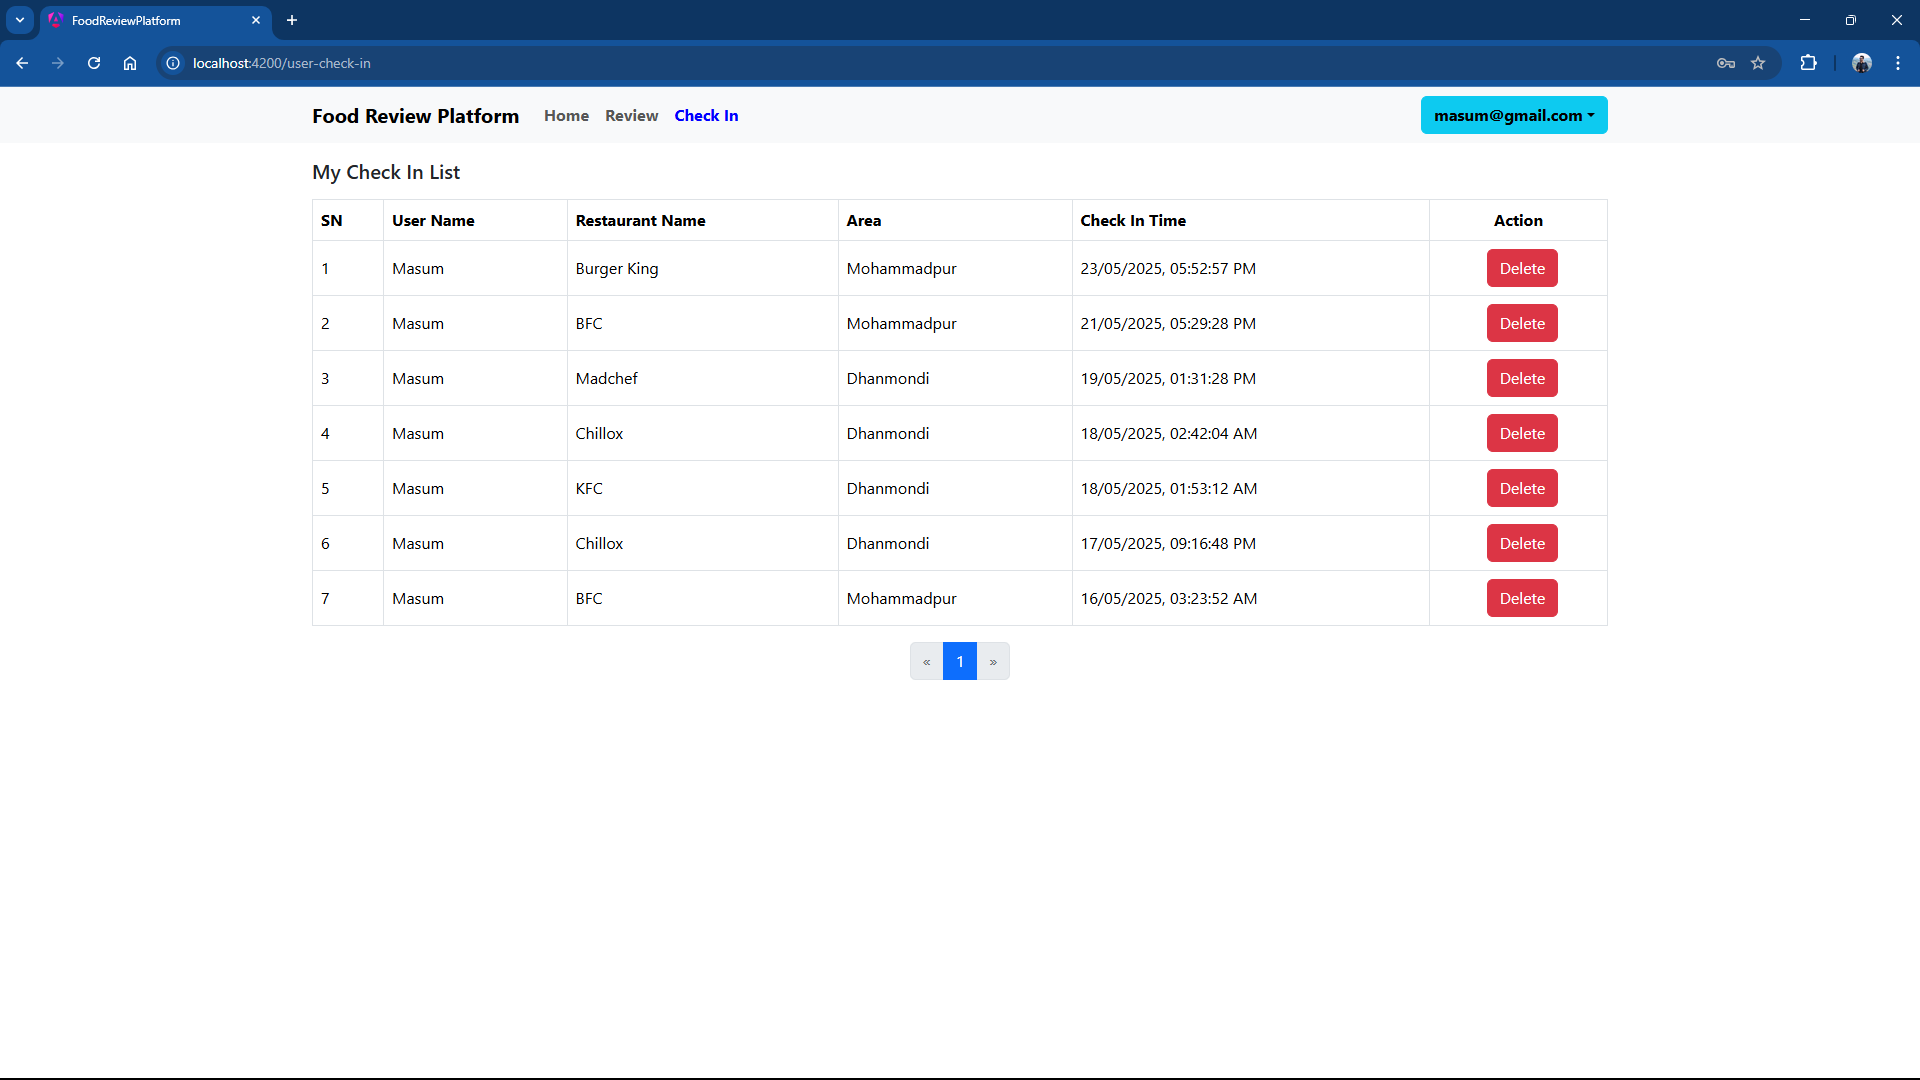 FoodReviewPlatform
localhost:4200/user-check-in
Food Review Platform Home Review Check In masum@gmail.com
My Check In List
SN User Name Restaurant Name Area Check In Time Action
1 Masum Burger King Mohammadpur 23/05/2025, 05:52:57 PM Delete
2 Masum BFC Mohammadpur 21/05/2025, 05:29:28 PM Delete
3 Masum Madchef Dhanmondi 19/05/2025, 01:31:28 PM Delete
4 Masum Chillox Dhanmondi 18/05/2025, 02:42:04 AM Delete
5 Masum KFC Dhanmondi 18/05/2025, 01:53:12 AM Delete
6 Masum Chillox Dhanmondi 17/05/2025, 09:16:48 PM Delete
7 Masum BFC Mohammadpur 16/05/2025, 03:23:52 AM Delete
« 1 »